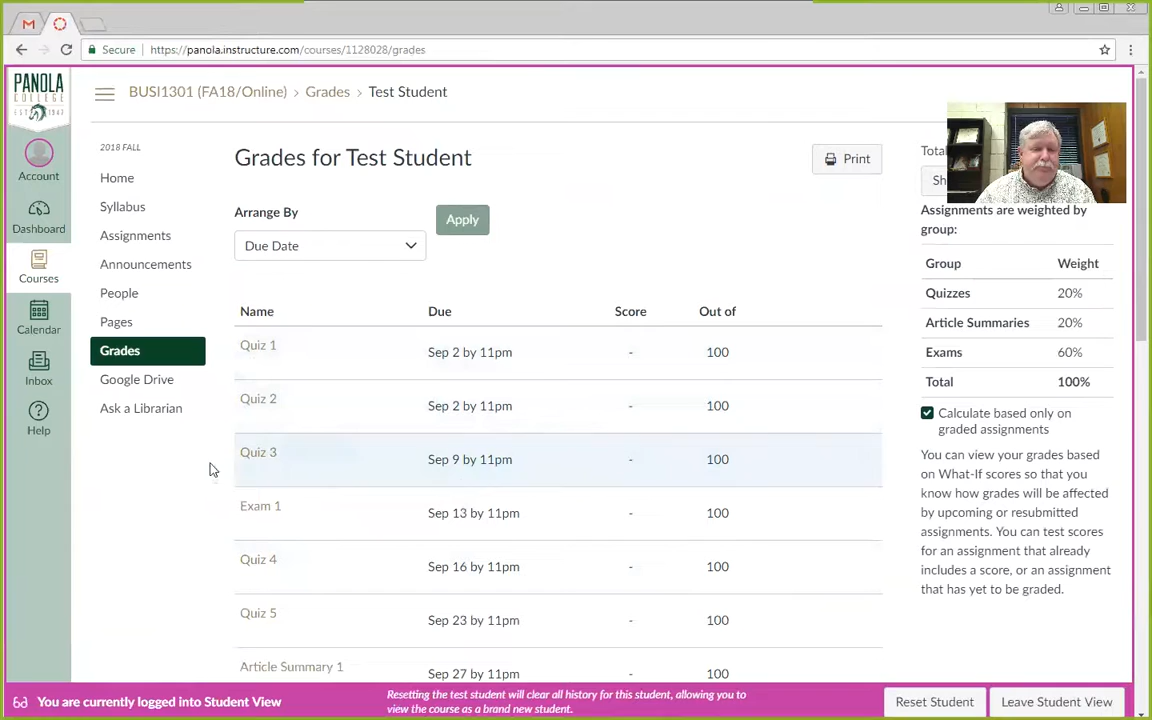 Secure
https://panola.instructure.com/courses/1128028/grades
PANOLA
COLLEGE
Account
Dashboard
Courses
Calendar
Inbox
Help
BUSI1301 (FA18/Online) > Grades > Test Student
2018 FALL
Home
Syllabus
Assignments
Announcements
People
Pages
Grades
Google Drive
Ask a Librarian
Grades for Test Student
Print
Arrange By
Due Date
Apply
Name Due Score Out of
Quiz 1 Sep 2 by 11pm - 100
Quiz 2 Sep 2 by 11pm - 100
Quiz 3 Sep 9 by 11pm - 100
Exam 1 Sep 13 by 11pm - 100
Quiz 4 Sep 16 by 11pm - 100
Quiz 5 Sep 23 by 11pm - 100
Article Summary 1 Sep 27 by 11pm - 100
Assignments are weighted by
group:
Group Weight
Quizzes 20%
Article Summaries 20%
Exams 60%
Total 100%
Calculate based only on
graded assignments
You can view your grades based
on What-If scores so that you
know how grades will be affected
by upcoming or resubmitted
assignments. You can test scores
for an assignment that already
includes a score, or an assignment
that has yet to be graded.
You are currently logged into Student View
Resetting the test student will clear all history for this student, allowing you to
view the course as a brand new student.
Reset Student
Leave Student View